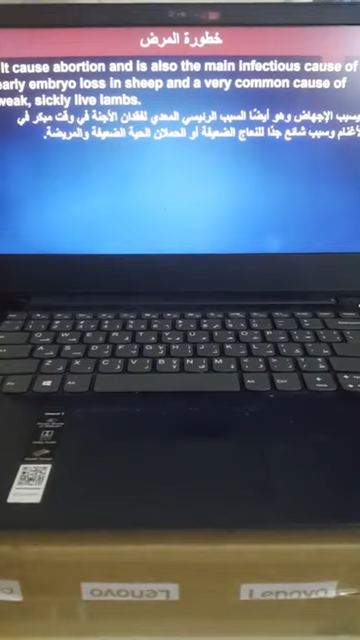 خطورة المرض
It cause abortion and is also the main infectious cause of
early embryo loss in sheep and a very common cause of
weak, sickly live lambs.
يسبب الإجهاض وهو أيضًا السبب الرئيسي المعدي لفقدان الأجنة في وقت مبكر في
الأغنام وسبب شائع جدًا للنعاج الضعيفة أو الحملان الحية الضعيفة والمريضة.
Lenovo
Lenovo